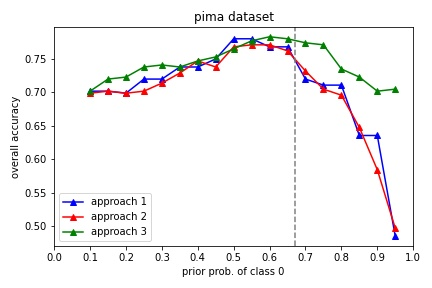 pima dataset
overall accuracy
0.75
0.70
0.65
0.60
0.55
0.50
approach 1
approach 2
approach 3
0.0 0.1 0.2 0.3 0.4 0.5 0.6 0.7 0.8 0.9 1.0
prior prob. of class 0